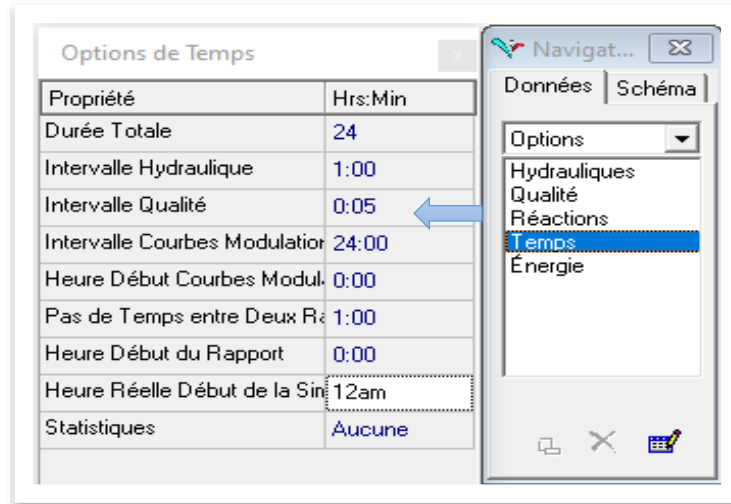 Options de Temps
Propriété Hrs:Min
Durée Totale 24
Intervalle Hydraulique 1:00
Intervalle Qualité 0:05
Intervalle Courbes Modulation 24:00
Heure Début Courbes Modul 0:00
Pas de Temps entre Deux Ra 1:00
Heure Début du Rapport 0:00
Heure Réelle Début de la Sin 12am
Statistiques Aucune
Navigat...
Données Schéma
Options
Hydrauliques
Qualité
Réactions
Temps
Énergie